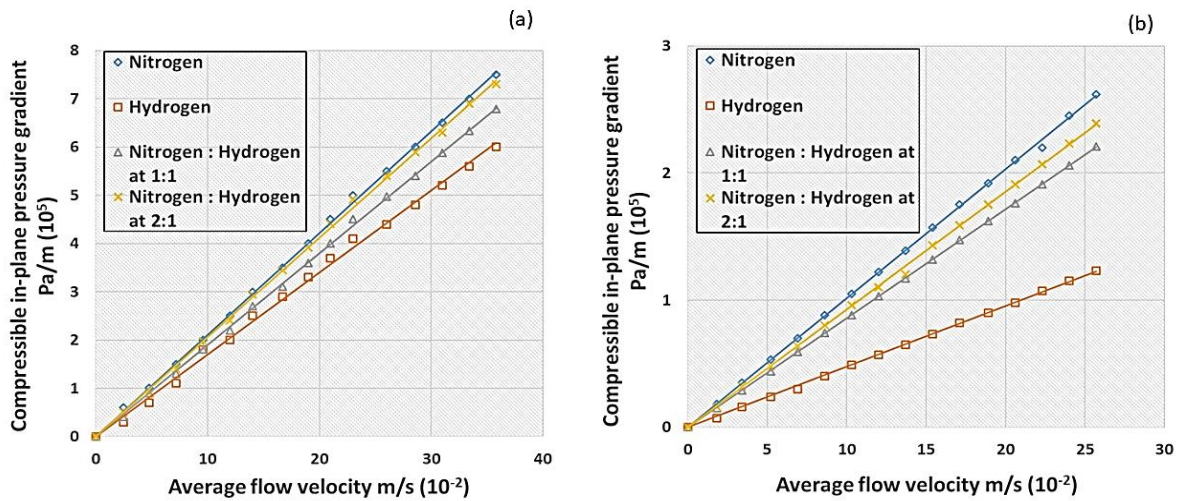 (a)
Compressible in-plane pressure gradient
Pa/m (10⁵)
8
7
6
5
4
3
2
1
0
Nitrogen
Hydrogen
Nitrogen : Hydrogen
at 1:1
Nitrogen : Hydrogen
at 2:1
0 10 20 30 40
Average flow velocity m/s (10⁻²)
(b)
Compressible in-plane pressure gradient
Pa/m (10⁵)
3
2
1
0
Nitrogen
Hydrogen
Nitrogen : Hydrogen at
1:1
Nitrogen : Hydrogen at
2:1
0 5 10 15 20 25 30
Average flow velocity m/s (10⁻²)